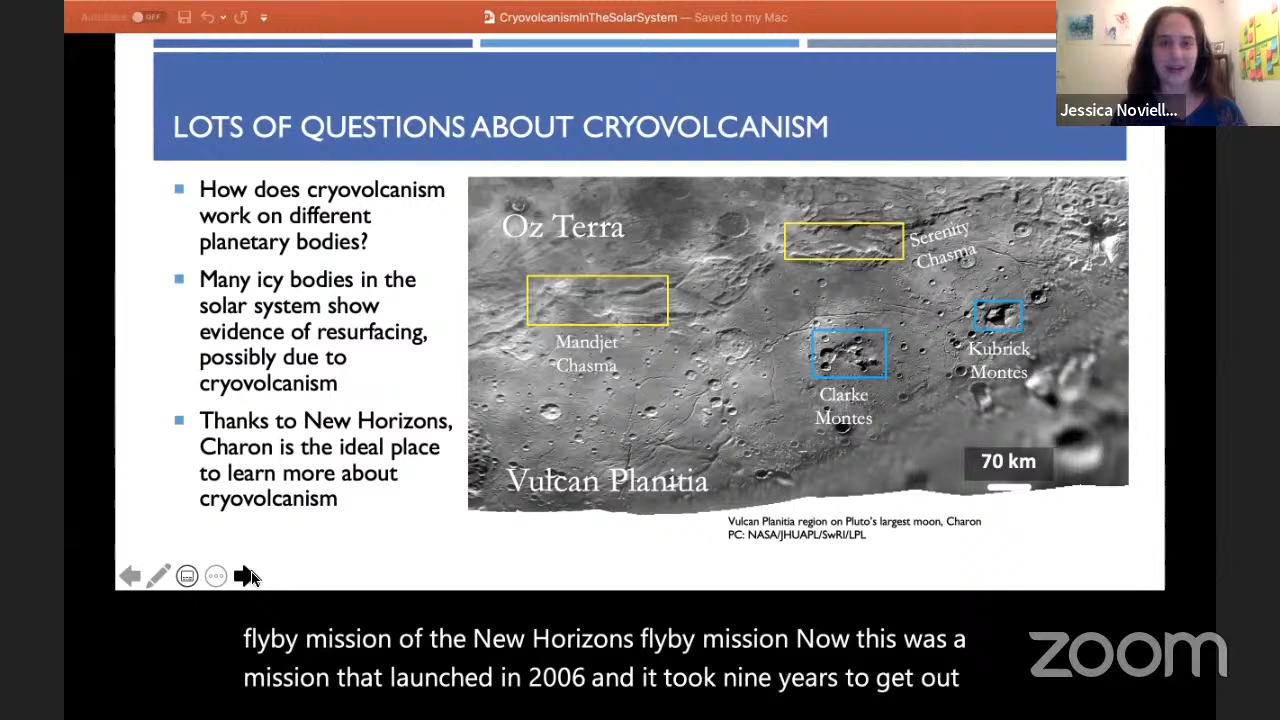 AutoSave OFF
CryovolcanismInTheSolarSystem — Saved to my Mac
Jessica Noviell...
LOTS OF QUESTIONS ABOUT CRYOVOLCANISM
How does cryovolcanism
work on different
planetary bodies?
Many icy bodies in the
solar system show
evidence of resurfacing,
possibly due to
cryovolcanism
Thanks to New Horizons,
Charon is the ideal place
to learn more about
cryovolcanism
Oz Terra
Serenity
Chasma
Mandjet
Chasma
Kubrick
Montes
Clarke
Montes
Vulcan Planitia
70 km
Vulcan Planitia region on Pluto's largest moon, Charon
PC: NASA/JHUAPL/SwRI/LPL
flyby mission of the New Horizons flyby mission Now this was a
mission that launched in 2006 and it took nine years to get out
zoom